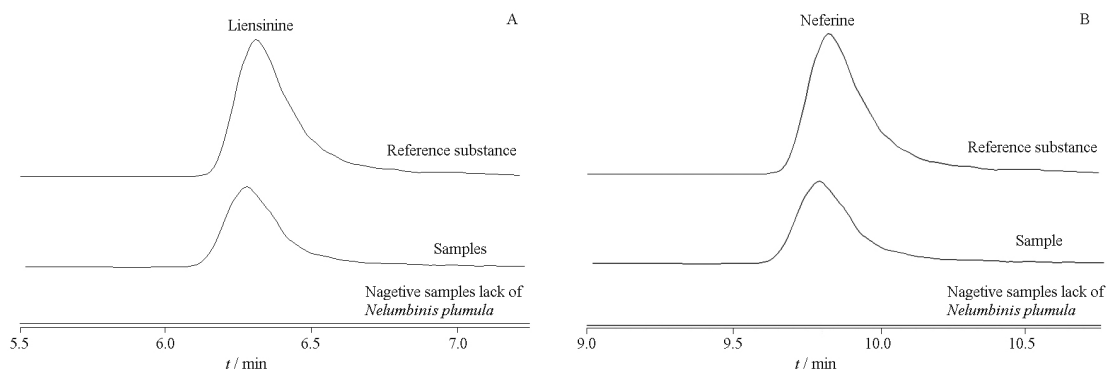 Liensinine
A
Reference substance
Samples
Nagetive samples lack of
Nelumbinis plumula
5.5
6.0
6.5
7.0
t / min
Neferine
B
Reference substance
Sample
Nagetive samples lack of
Nelumbinis plumula
9.0
9.5
10.0
10.5
t / min